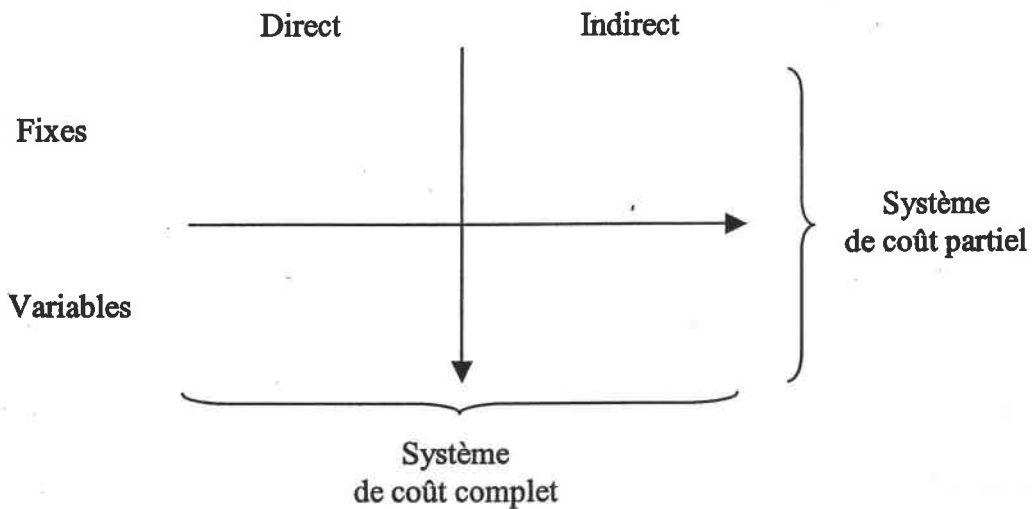 Direct
Indirect
Fixes
Système
de coût partiel
Variables
Système
de coût complet